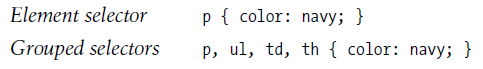 Element selector p { color: navy; }
Grouped selectors p, ul, td, th { color: navy; }